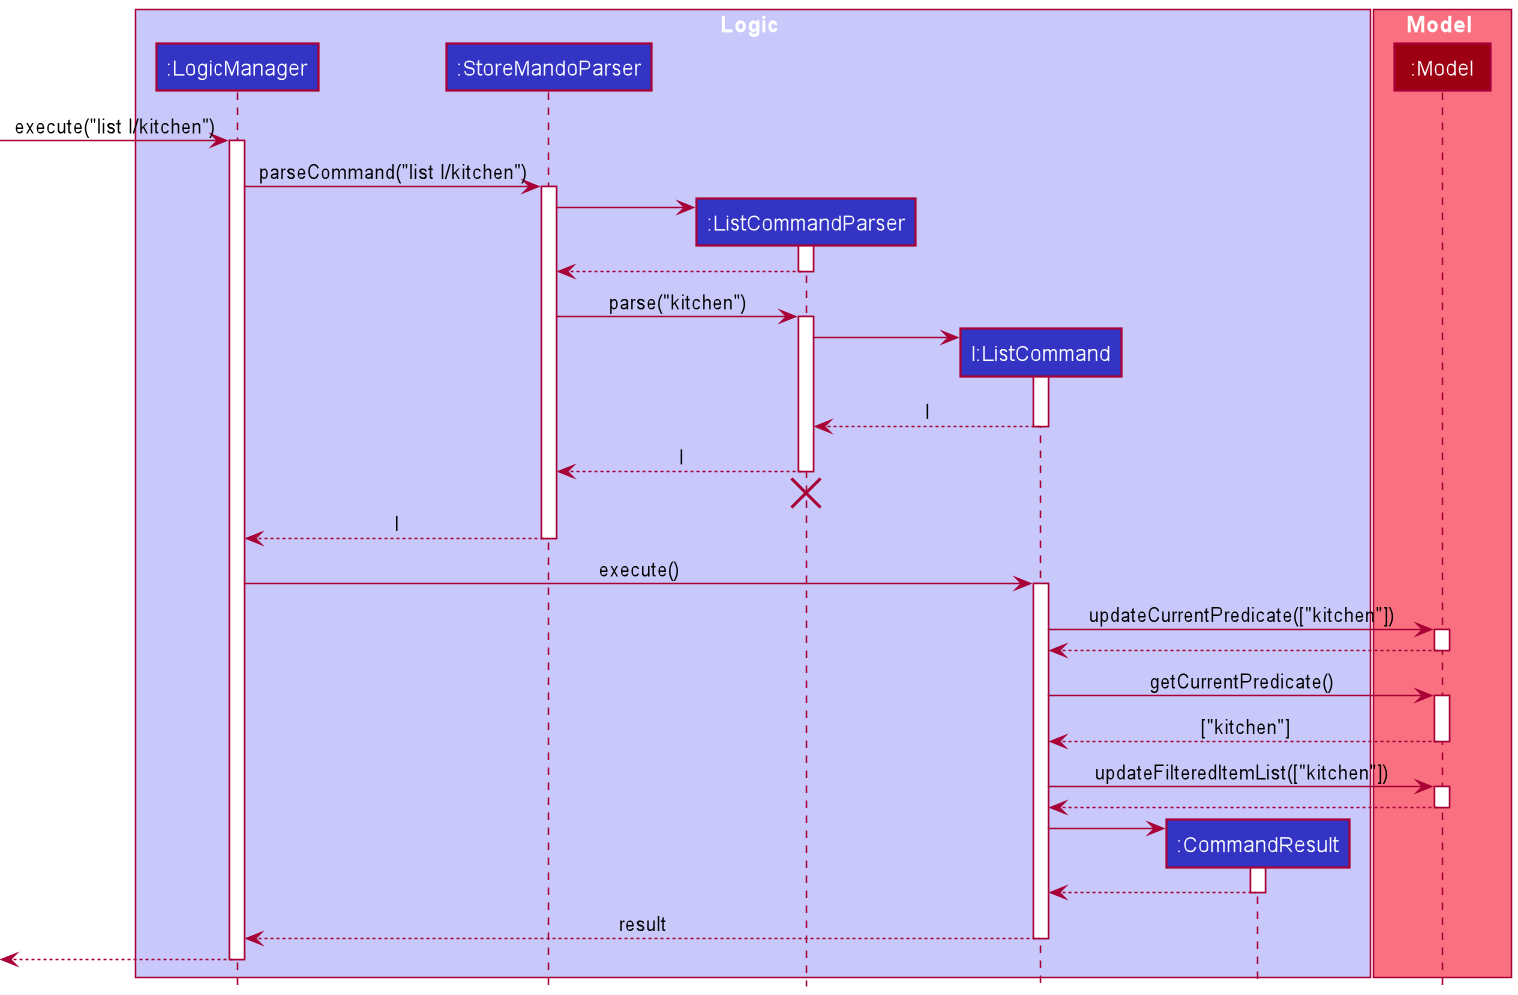 Logic
Model
:LogicManager
:StoreMandoParser
:Model
execute("list l/kitchen")
parseCommand("list l/kitchen")
:ListCommandParser
parse("kitchen")
l:ListCommand
l
l
l
execute()
updateCurrentPredicate(["kitchen"])
getCurrentPredicate()
["kitchen"]
updateFilteredItemList(["kitchen"])
:CommandResult
result